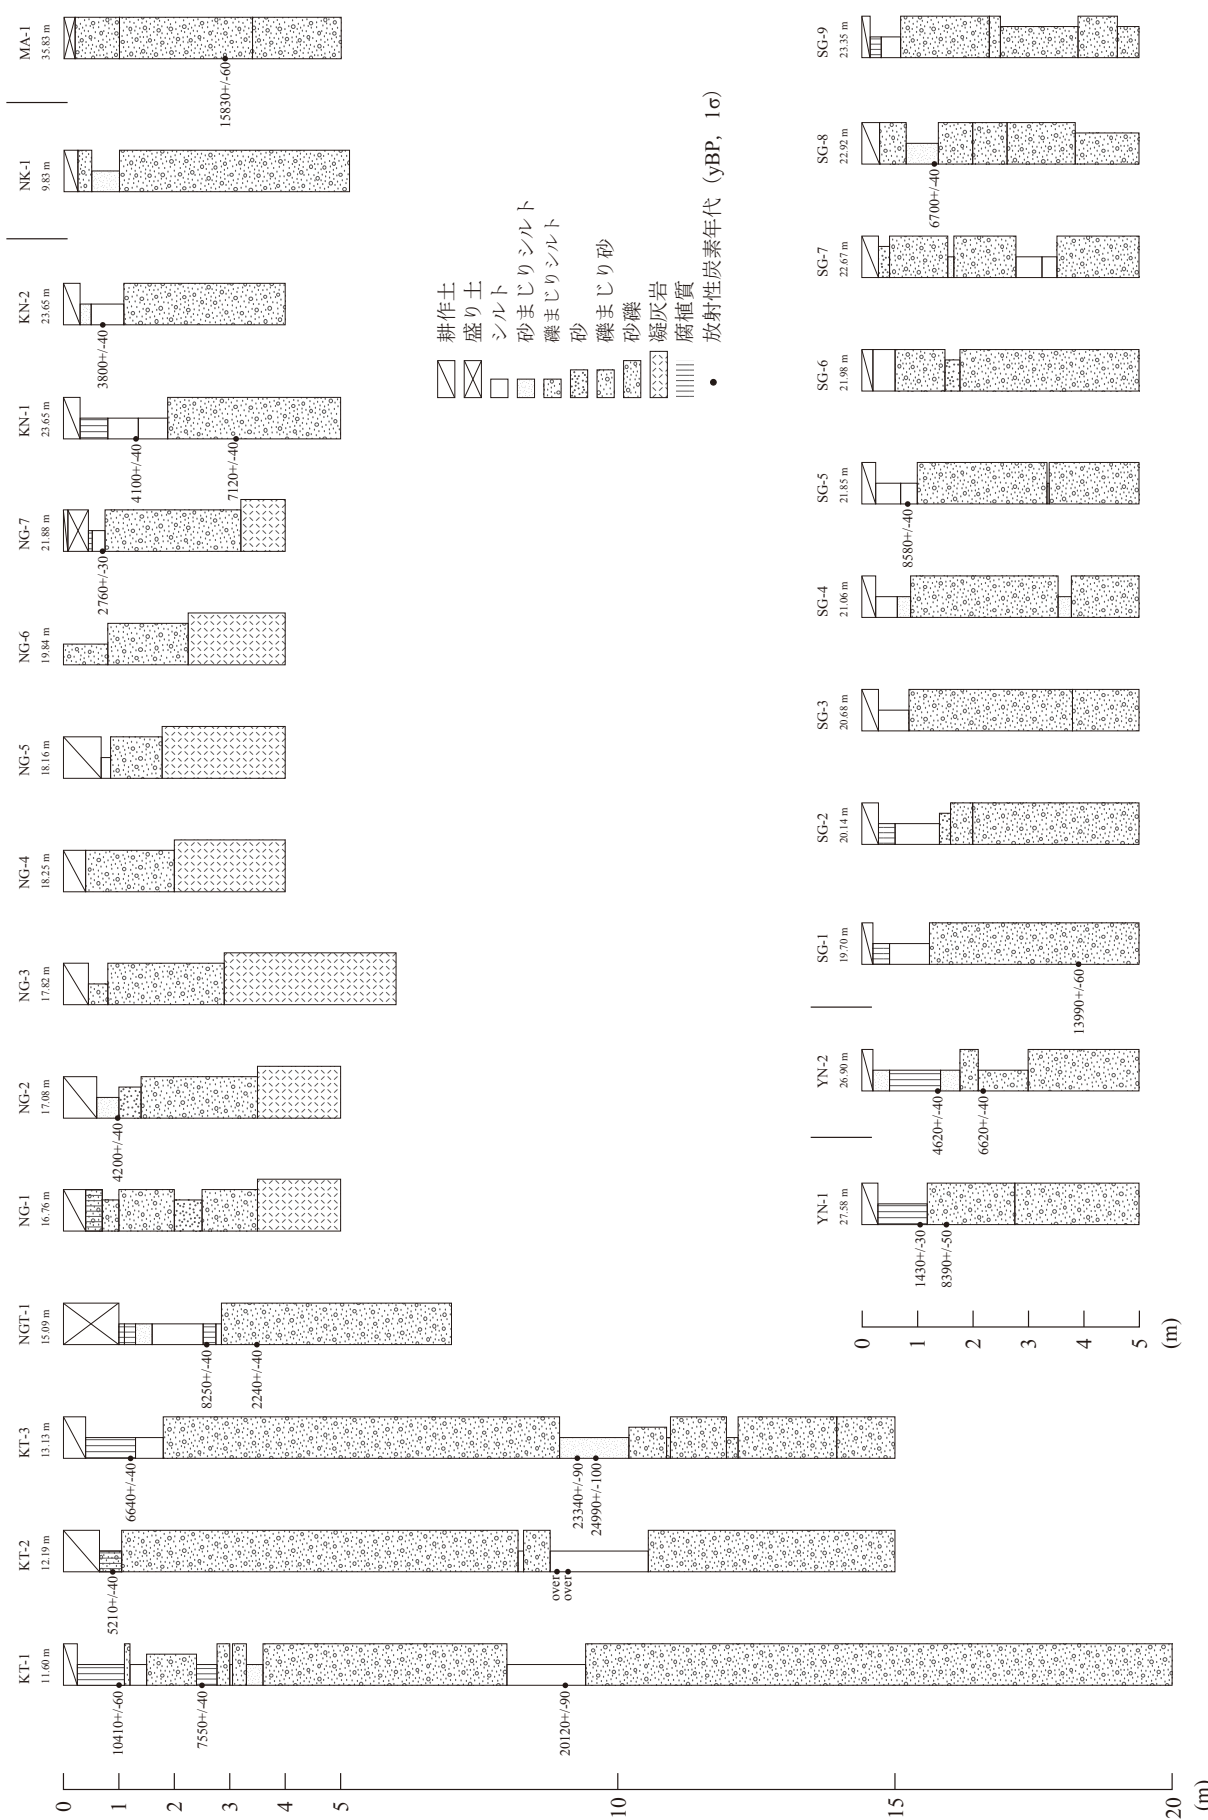 KT-1
11.60 m
10410+/-60
7550+/-40
20120+/-90
KT-2
12.19 m
5210+/-40
over
over
KT-3
13.13 m
6640+/-40
23340+/-90
24990+/-100
NGT-1
15.09 m
8250+/-40
2240+/-40
NG-1
16.76 m
NG-2
17.08 m
4200+/-40
NG-3
17.82 m
NG-4
18.25 m
NG-5
18.16 m
NG-6
19.84 m
NG-7
21.88 m
2760+/-30
KN-1
23.65 m
4100+/-40
7120+/-40
KN-2
23.65 m
3800+/-40
NK-1
9.83 m
MA-1
35.83 m
15830+/-60
0
1
2
3
4
5
10
15
20
(m)
耕作土
盛り土
シルト
砂まじりシルト
礫まじりシルト
砂
礫まじり砂
砂礫
凝灰岩
腐植質
放射性炭素年代（yBP，1σ）
YN-1
27.58 m
1430+/-30
8390+/-50
YN-2
26.90 m
4620+/-40
6620+/-40
SG-1
19.70 m
13990+/-60
SG-2
20.14 m
SG-3
20.68 m
SG-4
21.06 m
SG-5
21.85 m
8580+/-40
SG-6
21.98 m
SG-7
22.67 m
SG-8
22.92 m
6700+/-40
SG-9
23.35 m
0
1
2
3
4
5
(m)